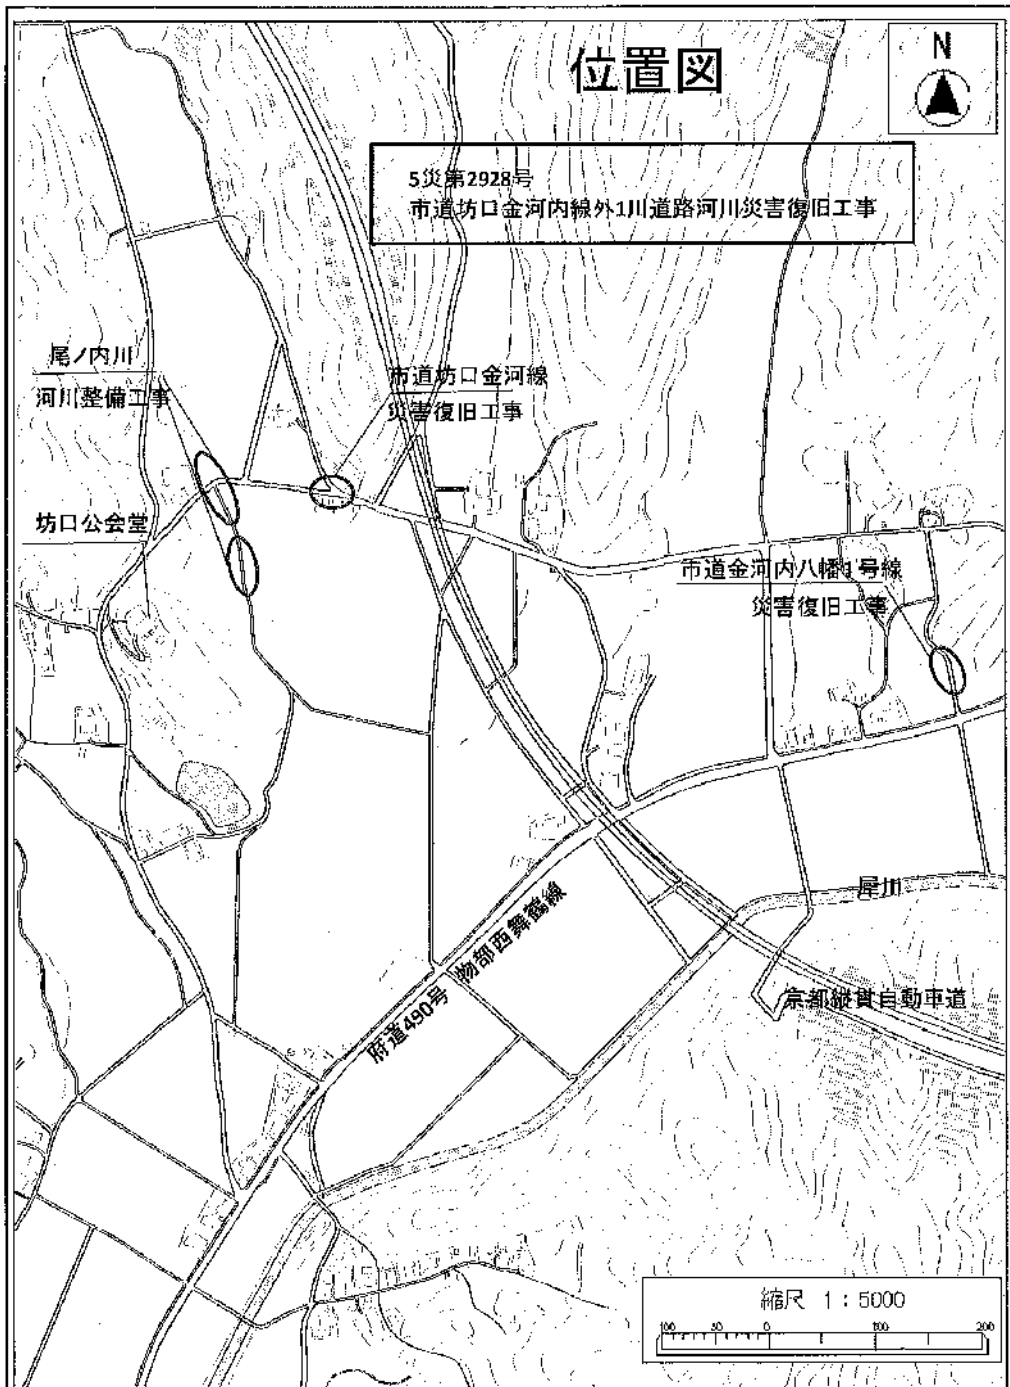 位置図
N
5災第2928号
市道坊口金河内線外1川道路河川災害復旧工事
尾ノ内川
河川整備工事
市道坊口金河線
災害復旧工事
坊口公会堂
市道金河内八幡1号線
災害復旧工事
犀川
府道490号 物部西舞鶴線
京都縦貫自動車道
縮尺 1:5000
100 50 0 100 200